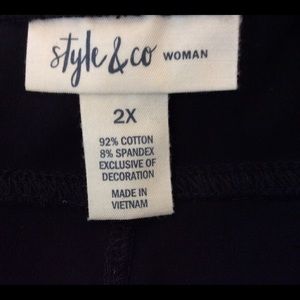 style & co WOMAN
2X
92% COTTON
8% SPANDEX
EXCLUSIVE OF
DECORATION
MADE IN
VIETNAM